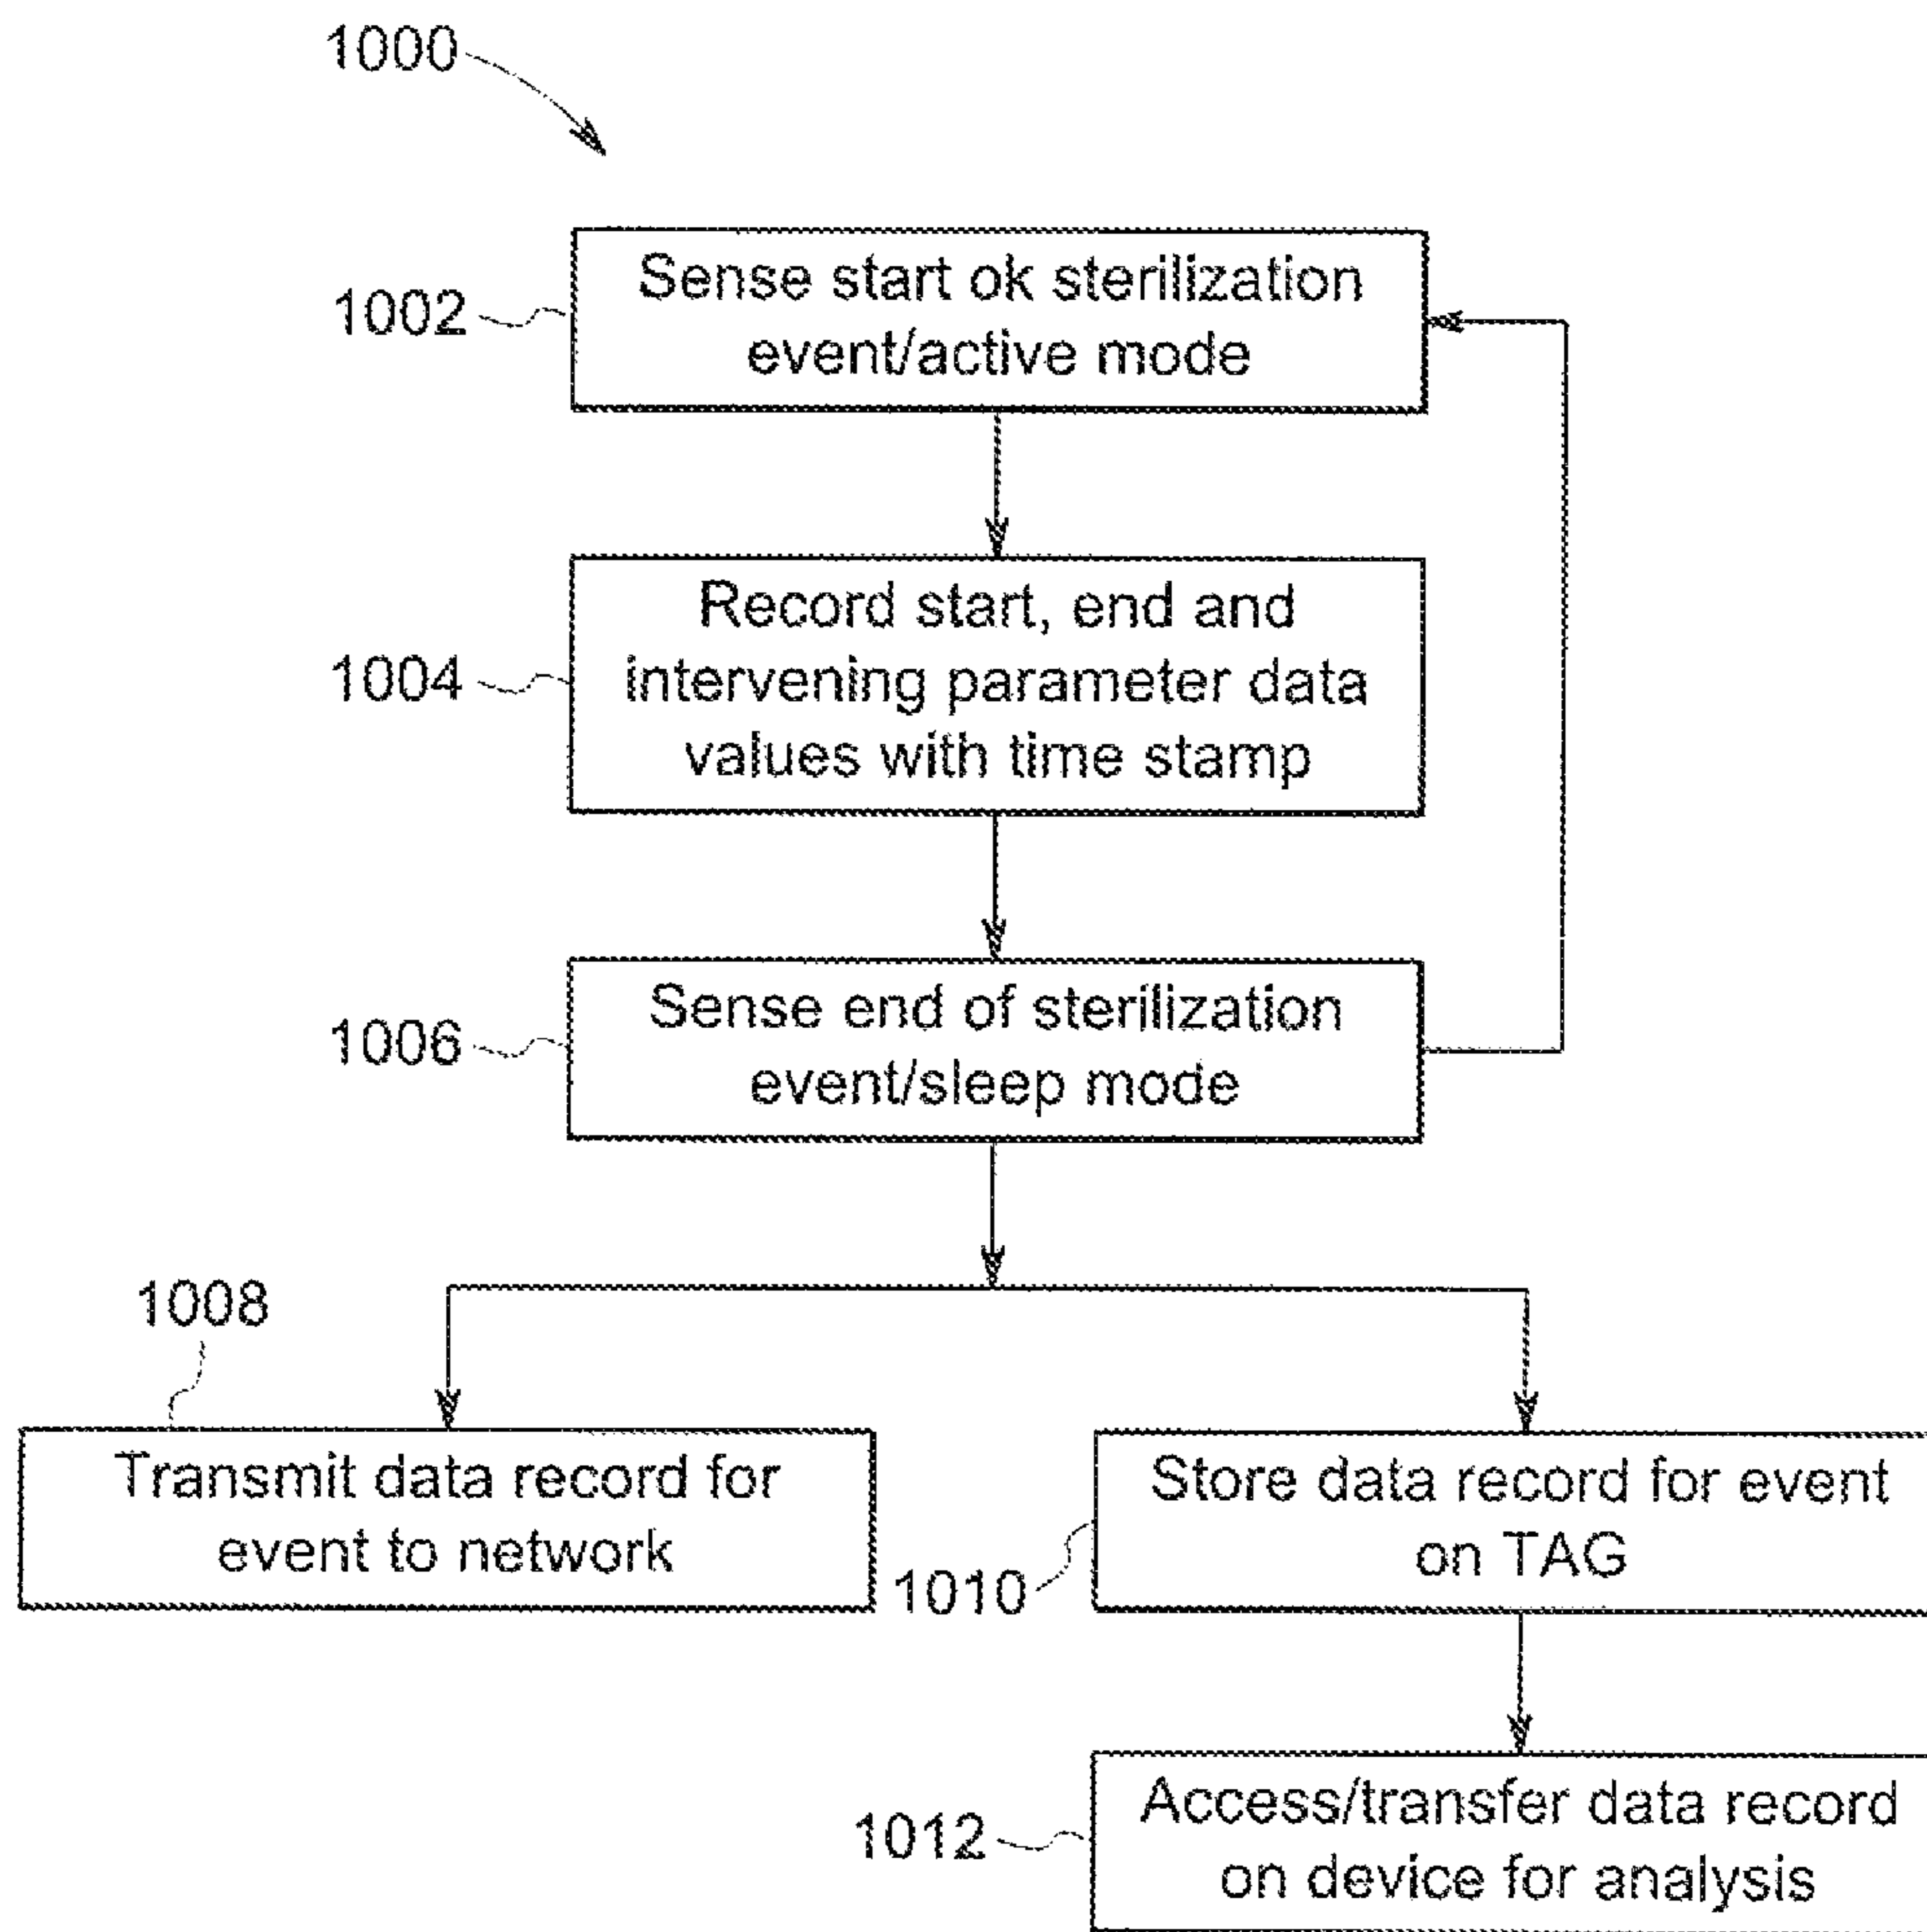 1000
1002
Sense start ok sterilization
event/active mode
1004
Record start, end and
intervening parameter data
values with time stamp
1006
Sense end of sterilization
event/sleep mode
1008
Transmit data record for
event to network
1010
Store data record for event
on TAG
1012
Access/transfer data record
on device for analysis